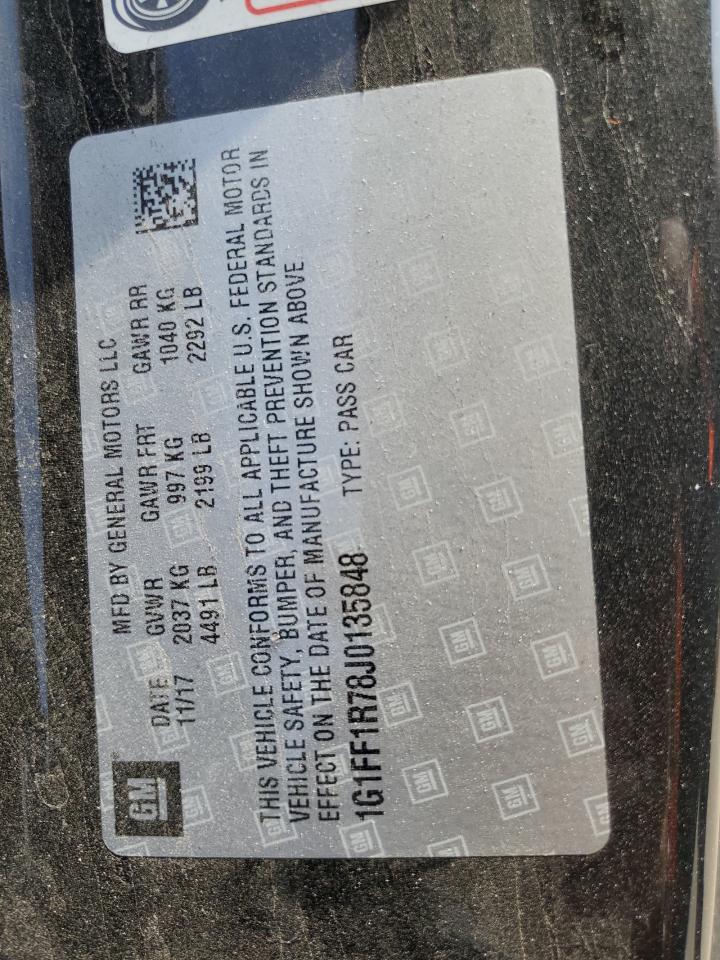 GM
MFD BY GENERAL MOTORS LLC
DATE GVWR GAWR FRT GAWR RR
11/17 2037 KG 997 KG 1040 KG
4491 LB 2199 LB 2292 LB
THIS VEHICLE CONFORMS TO ALL APPLICABLE U.S. FEDERAL MOTOR
VEHICLE SAFETY, BUMPER, AND THEFT PREVENTION STANDARDS IN
EFFECT ON THE DATE OF MANUFACTURE SHOWN ABOVE
1G1FF1R78J0135848 TYPE: PASS CAR